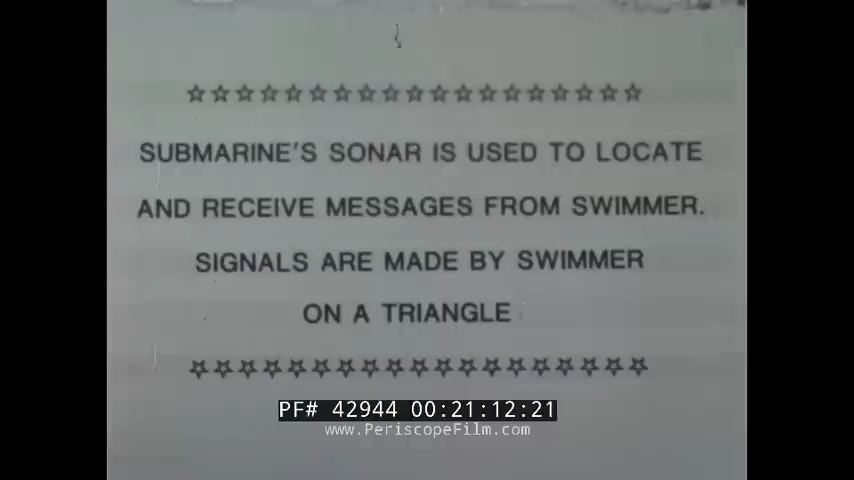 ☆☆☆☆☆☆☆☆☆☆☆☆☆☆☆☆☆☆☆
SUBMARINE'S SONAR IS USED TO LOCATE
AND RECEIVE MESSAGES FROM SWIMMER.
SIGNALS ARE MADE BY SWIMMER
ON A TRIANGLE
☆☆☆☆☆☆☆☆☆☆☆☆☆☆☆☆☆☆☆
PF# 42944 00:21:12:21
www.PeriscopeFilm.com